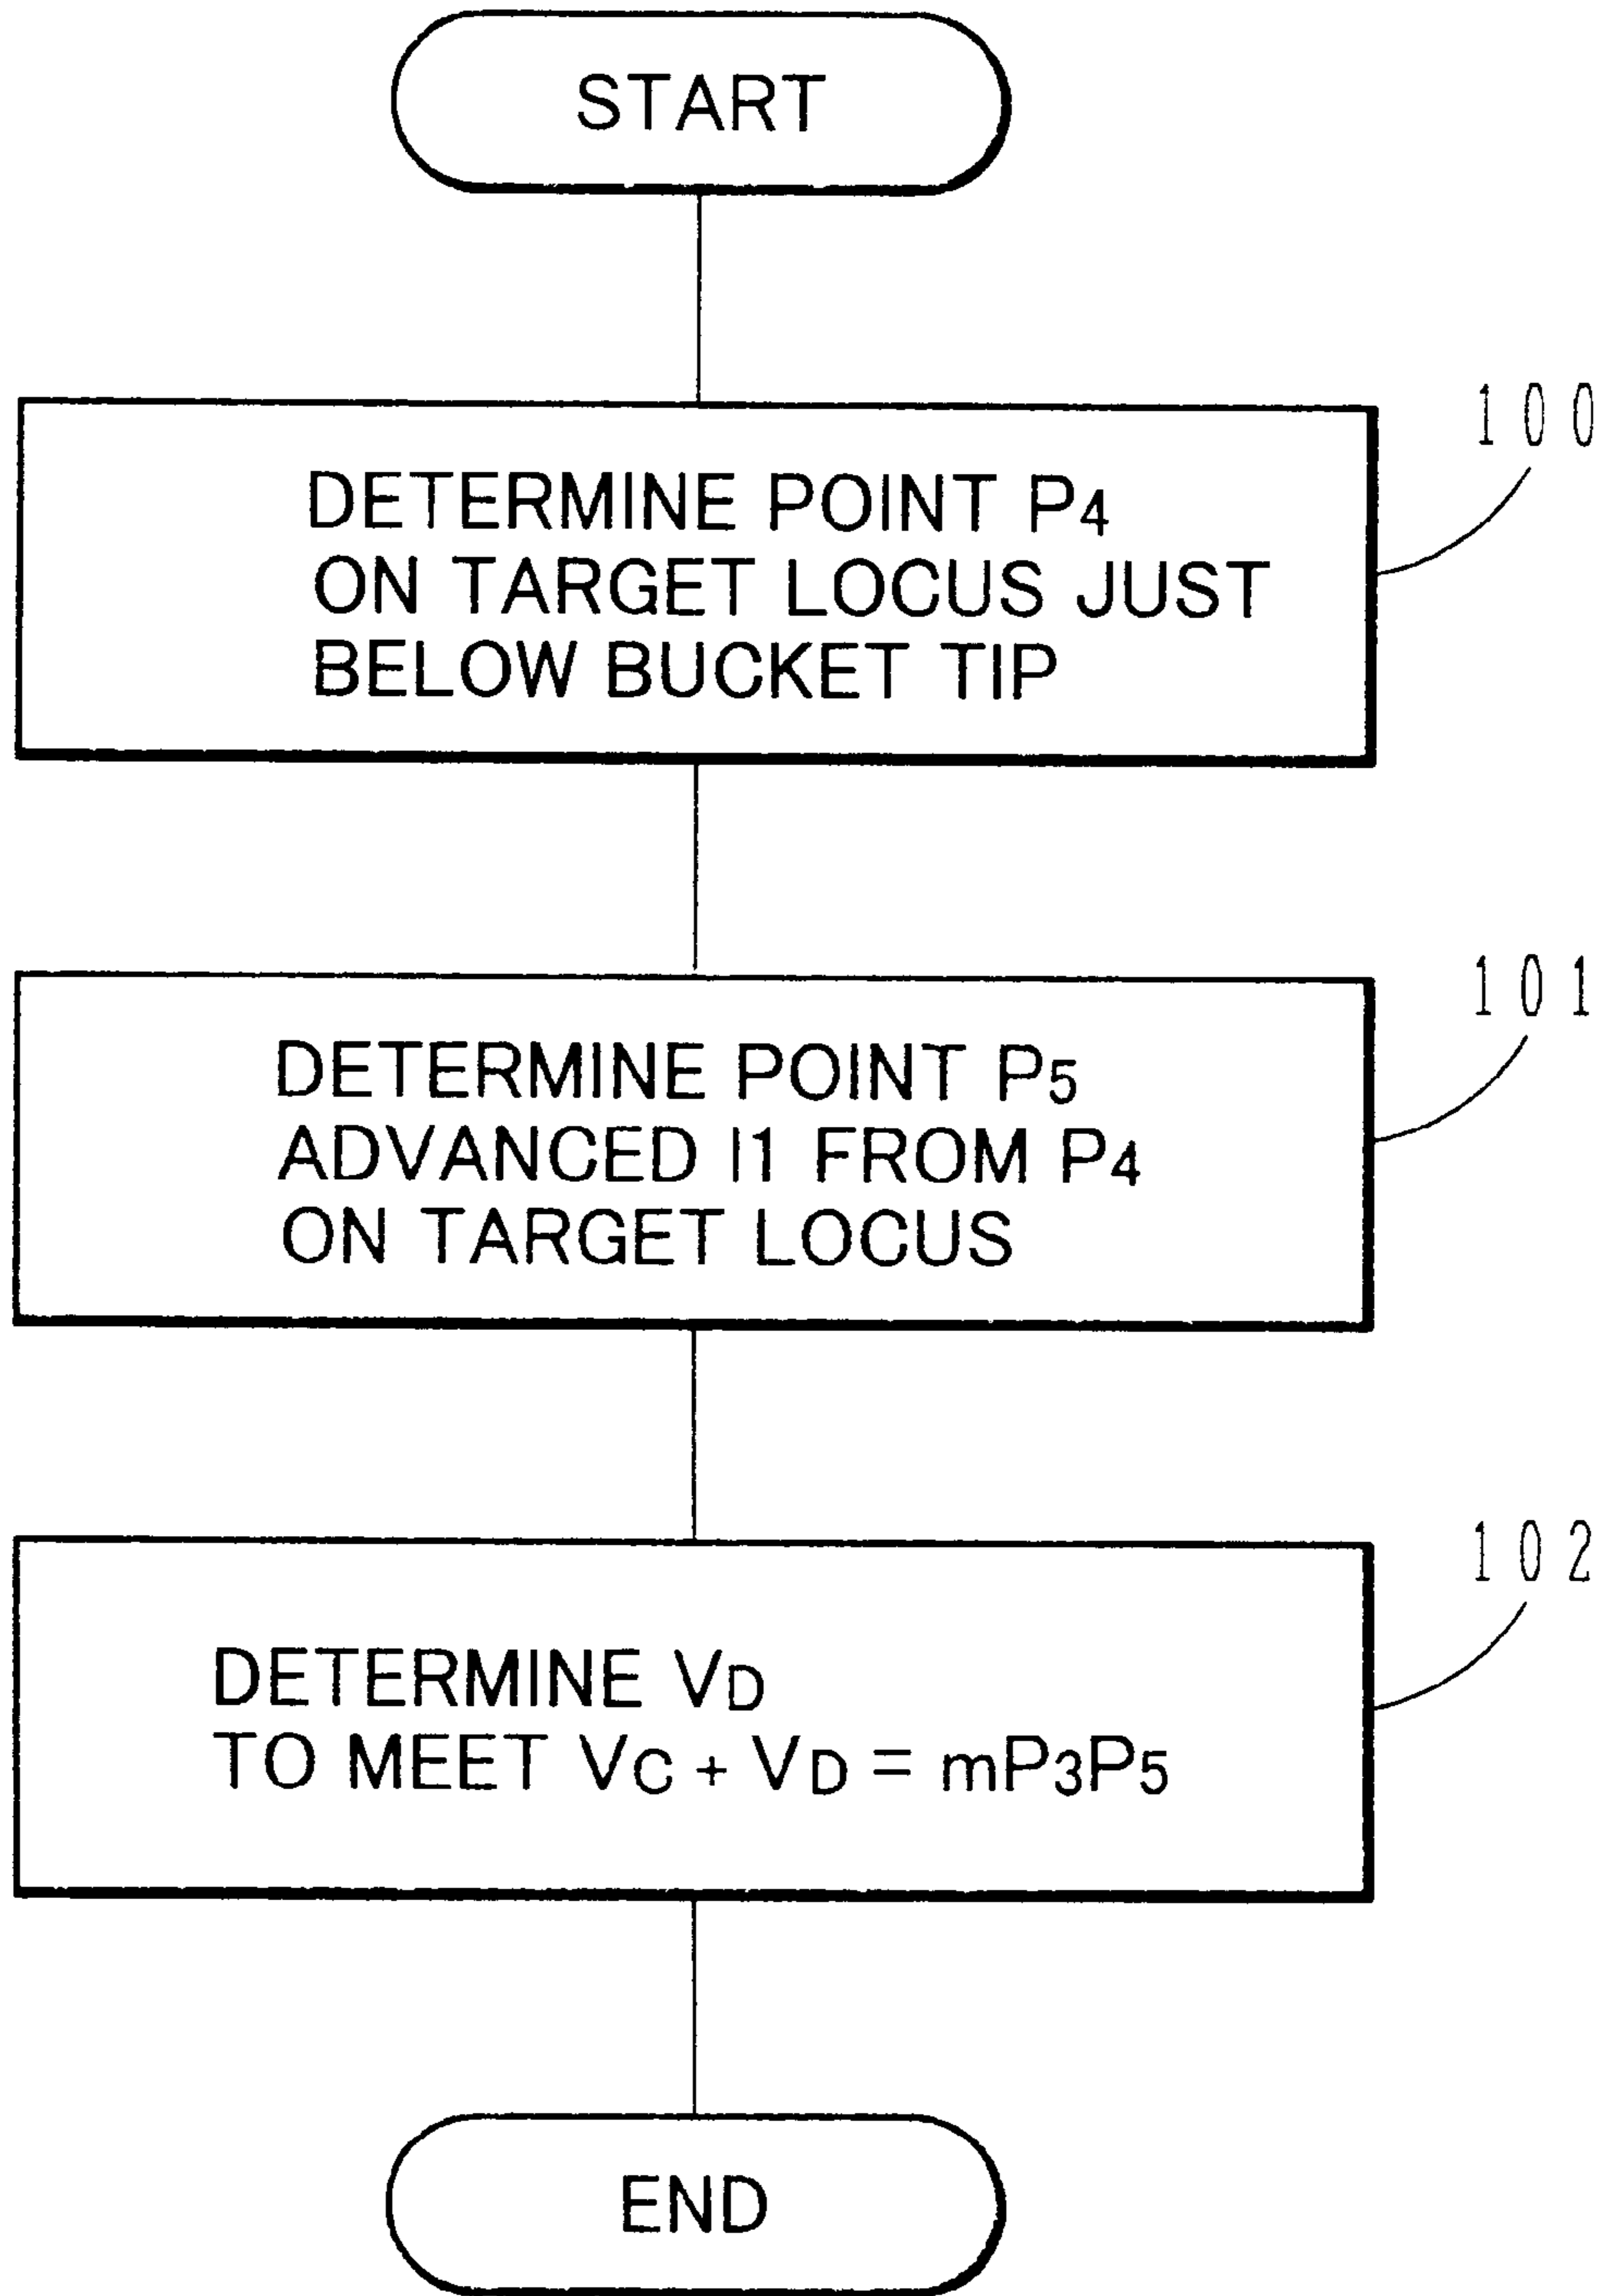 START
100
DETERMINE POINT P4
ON TARGET LOCUS JUST
BELOW BUCKET TIP
101
DETERMINE POINT P5
ADVANCED l1 FROM P4
ON TARGET LOCUS
102
DETERMINE VD
TO MEET VC + VD = mP3P5
END